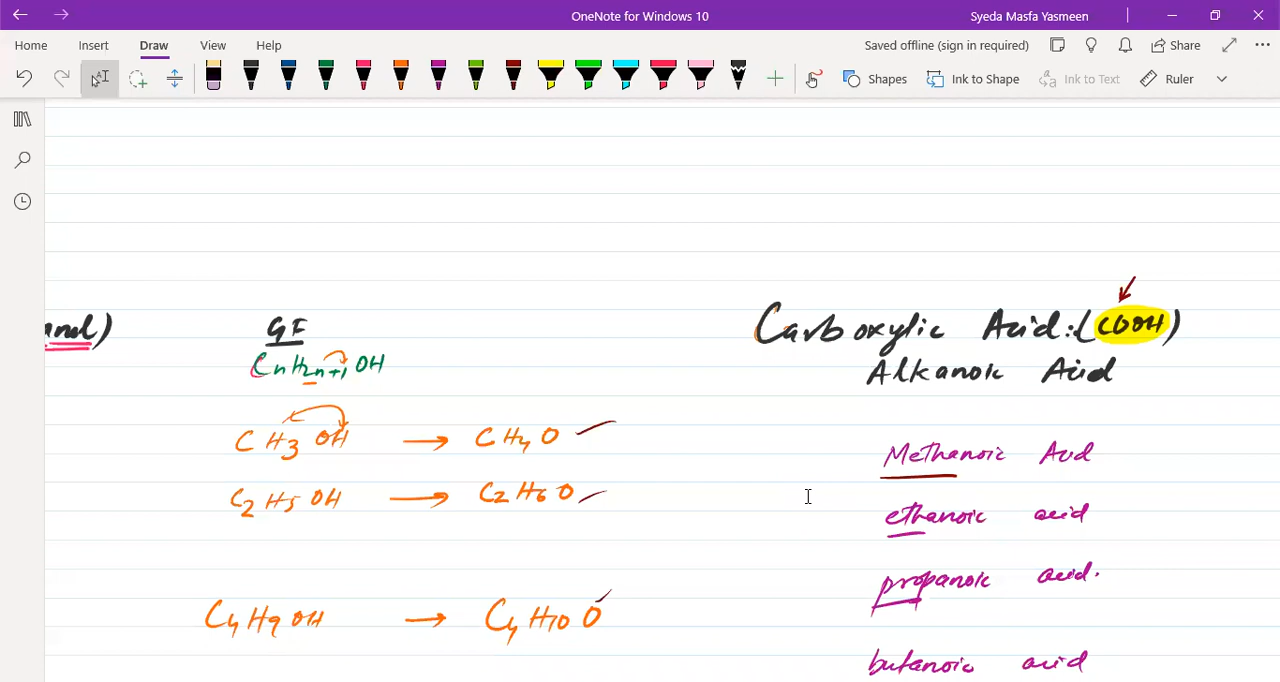 OneNote for Windows 10
Syeda Masfa Yasmeen
Home Insert Draw View Help
Saved offline (sign in required) Share
Shapes Ink to Shape Ink to Text Ruler
anol) GF Carboxylic Acid:(COOH)
CnH2n+1OH Alkanoic Acid
CH3 OH → CH4 O
Methanoic Acid
C2 H5 OH → C2 H6 O
ethanoic acid
propanoic acid.
C4 H9 OH → C4 H10 O
butanoic acid